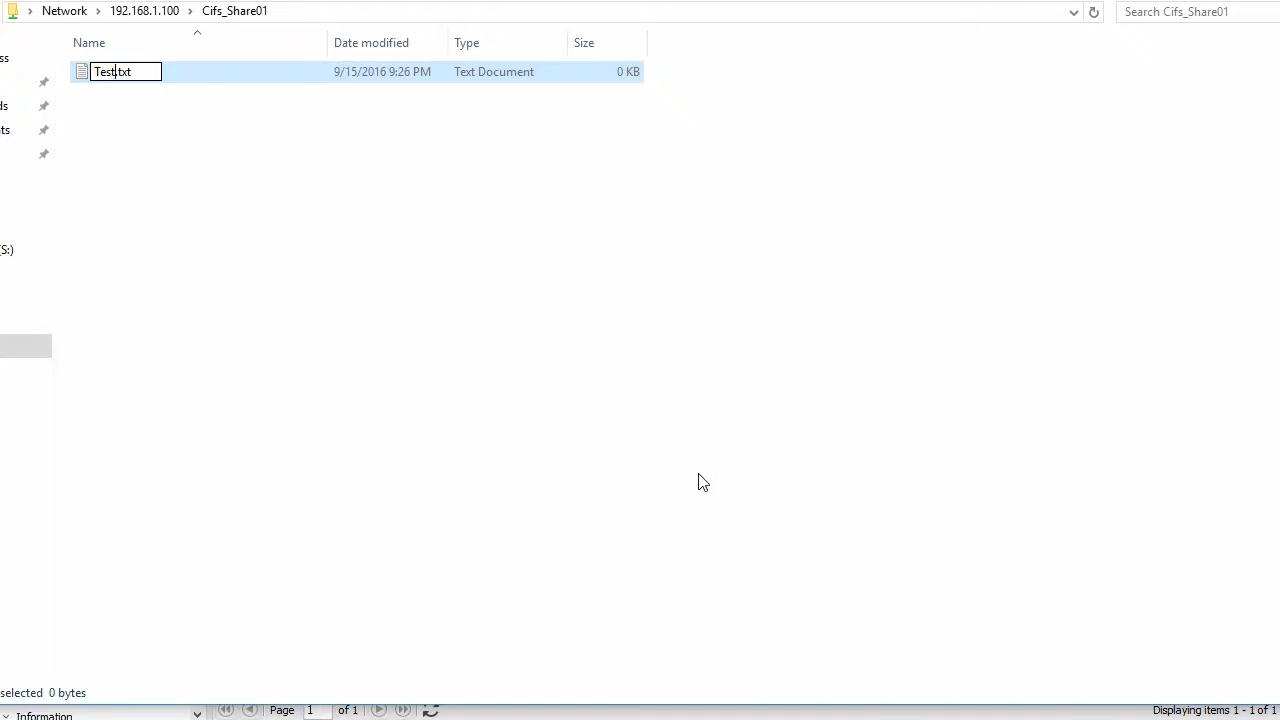 Network > 192.168.1.100 > Cifs_Share01
Search Cifs_Share01
Name Date modified Type Size
Test.txt 9/15/2016 9:26 PM Text Document 0 KB
ss
ds
nts
(S:)
selected 0 bytes
Information Page 1 of 1 Displaying items 1 - 1 of 1